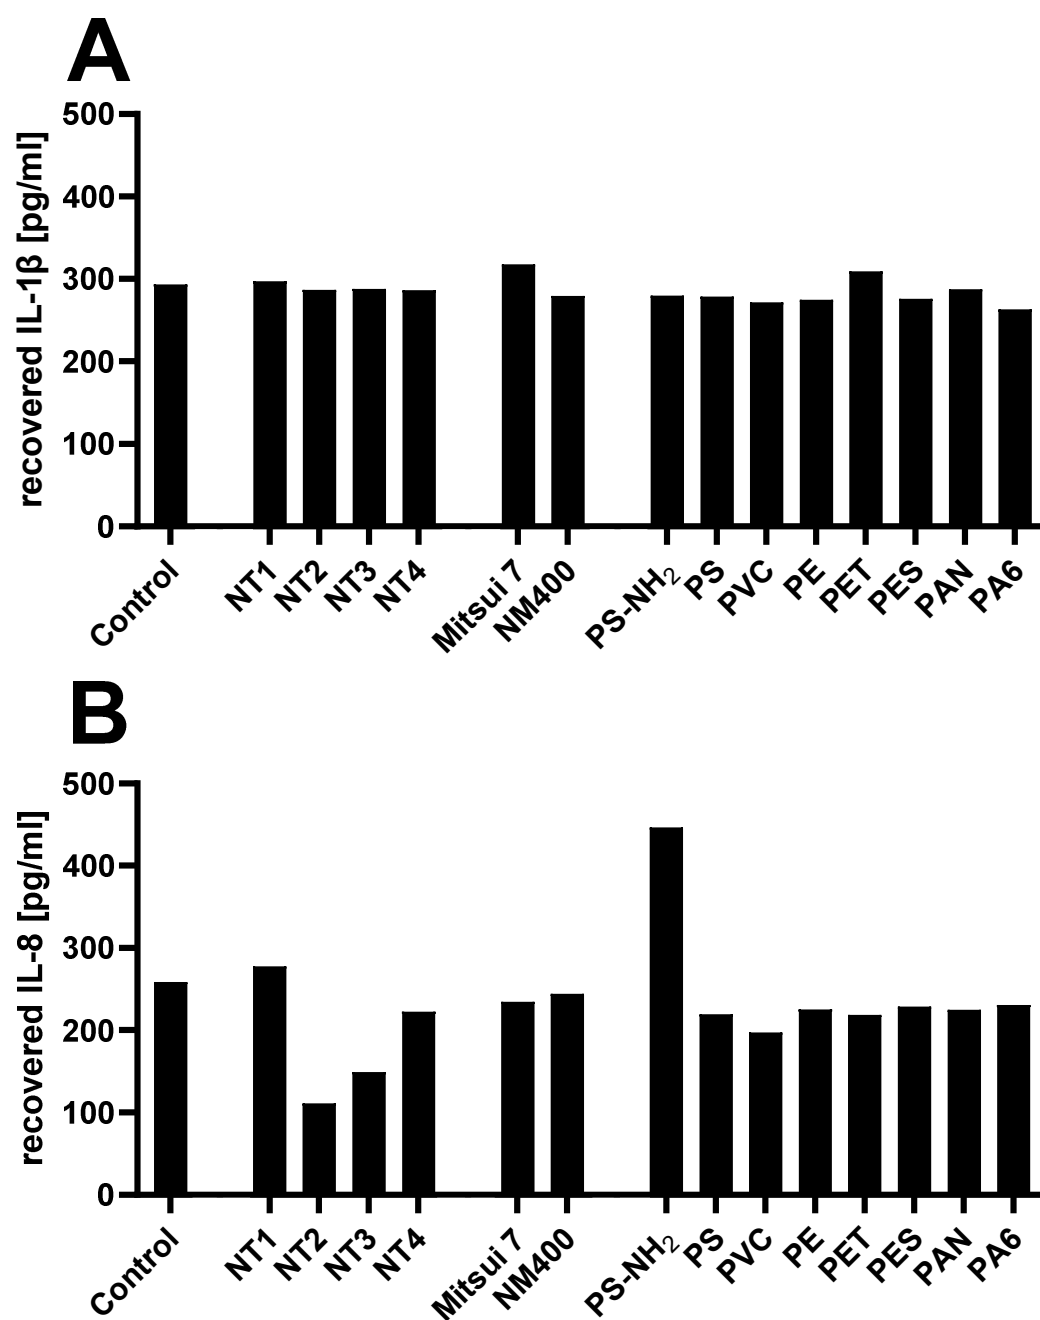 A
recovered IL-1β [pg/ml]
500
400
300
200
100
0
Control
NT1
NT2
NT3
NT4
Mitsui 7
NM400
PS-NH₂
PS
PVC
PE
PET
PES
PAN
PA6
B
recovered IL-8 [pg/ml]
500
400
300
200
100
0
Control
NT1
NT2
NT3
NT4
Mitsui 7
NM400
PS-NH₂
PS
PVC
PE
PET
PES
PAN
PA6